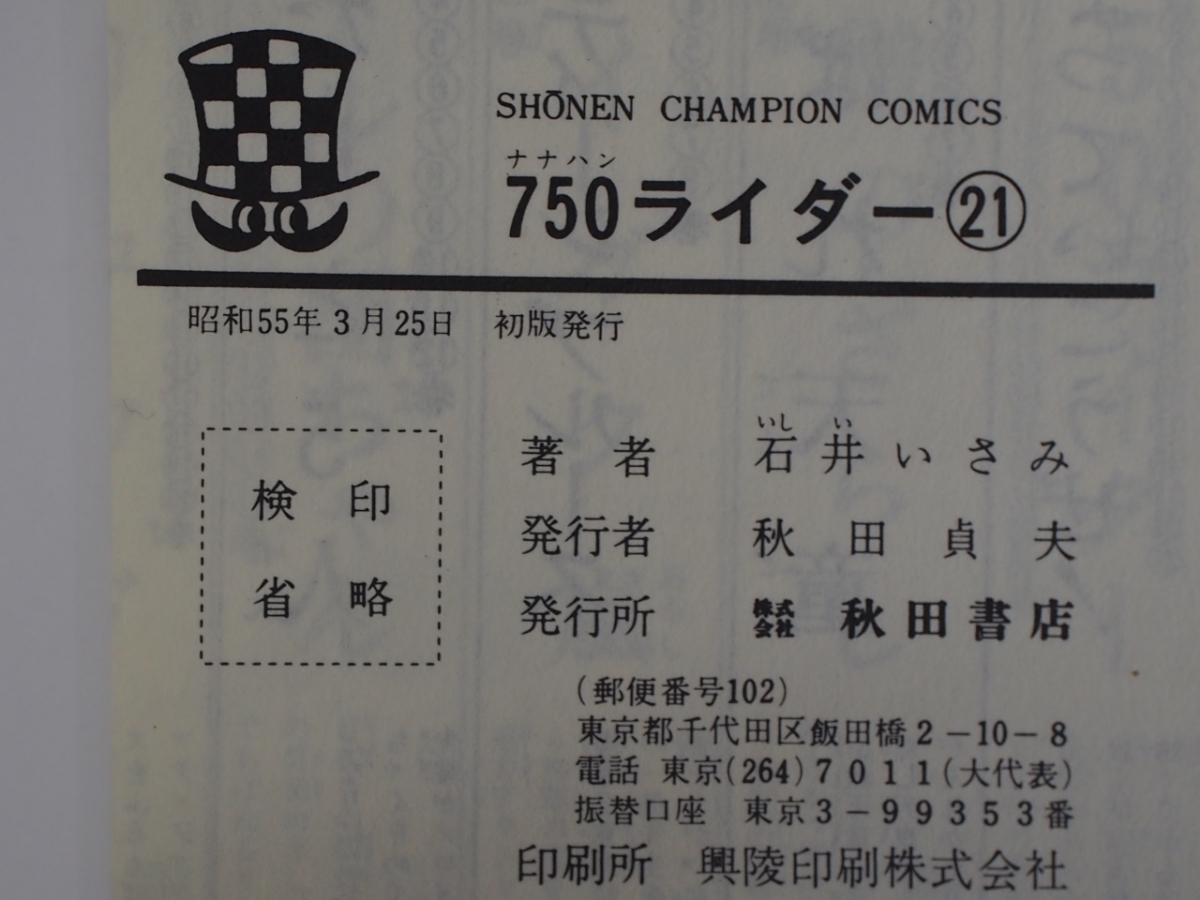 SHŌNEN CHAMPION COMICS
ナナハン
750ライダー㉑
昭和55年3月25日 初版発行
検印
省略
いし い
著者 石井いさみ
発行者 秋田貞夫
発行所 株式会社 秋田書店
(郵便番号102)
東京都千代田区飯田橋2-10-8
電話 東京(264)7011(大代表)
振替口座 東京3-99353番
印刷所 興陵印刷株式会社